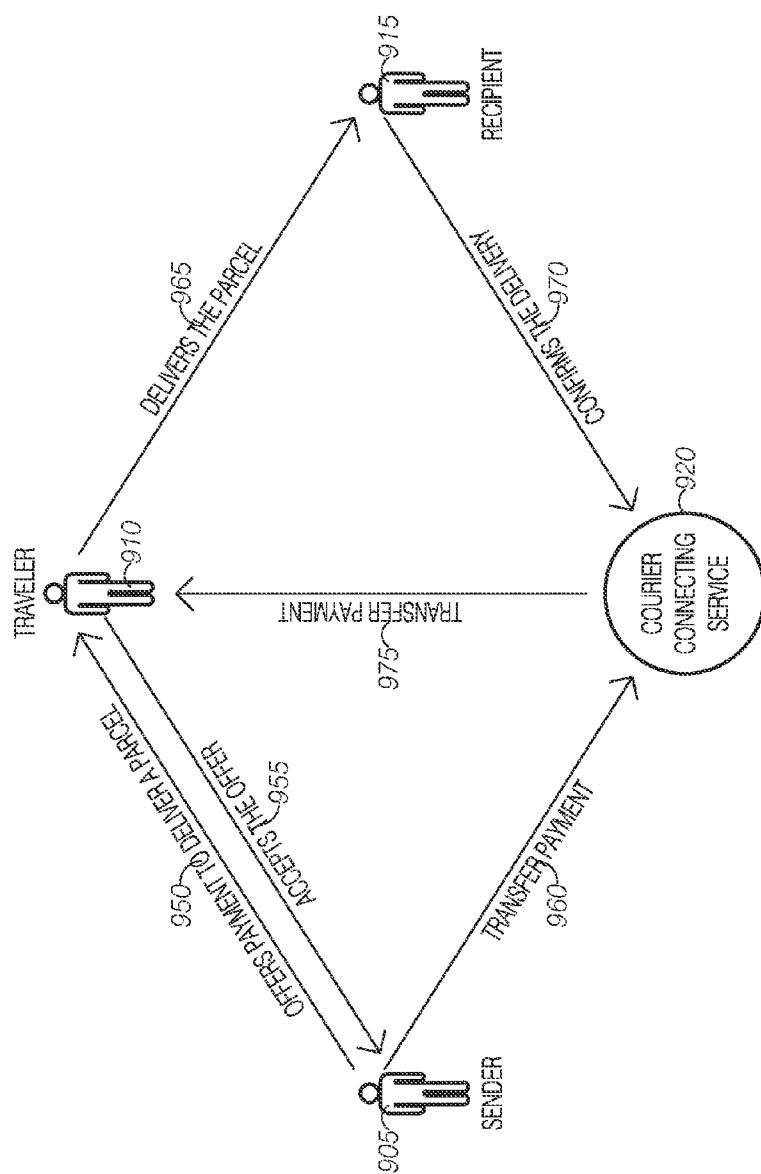 TRAVELER
910
OFFERS PAYMENT TO DELIVER A PARCEL
950
ACCEPTS THE OFFER
955
DELIVERS THE PARCEL
965
905
SENDER
915
RECIPIENT
TRANSFER PAYMENT
975
TRANSFER PAYMENT
960
CONFIRMS THE DELIVERY
970
COURIER
CONNECTING
SERVICE
920